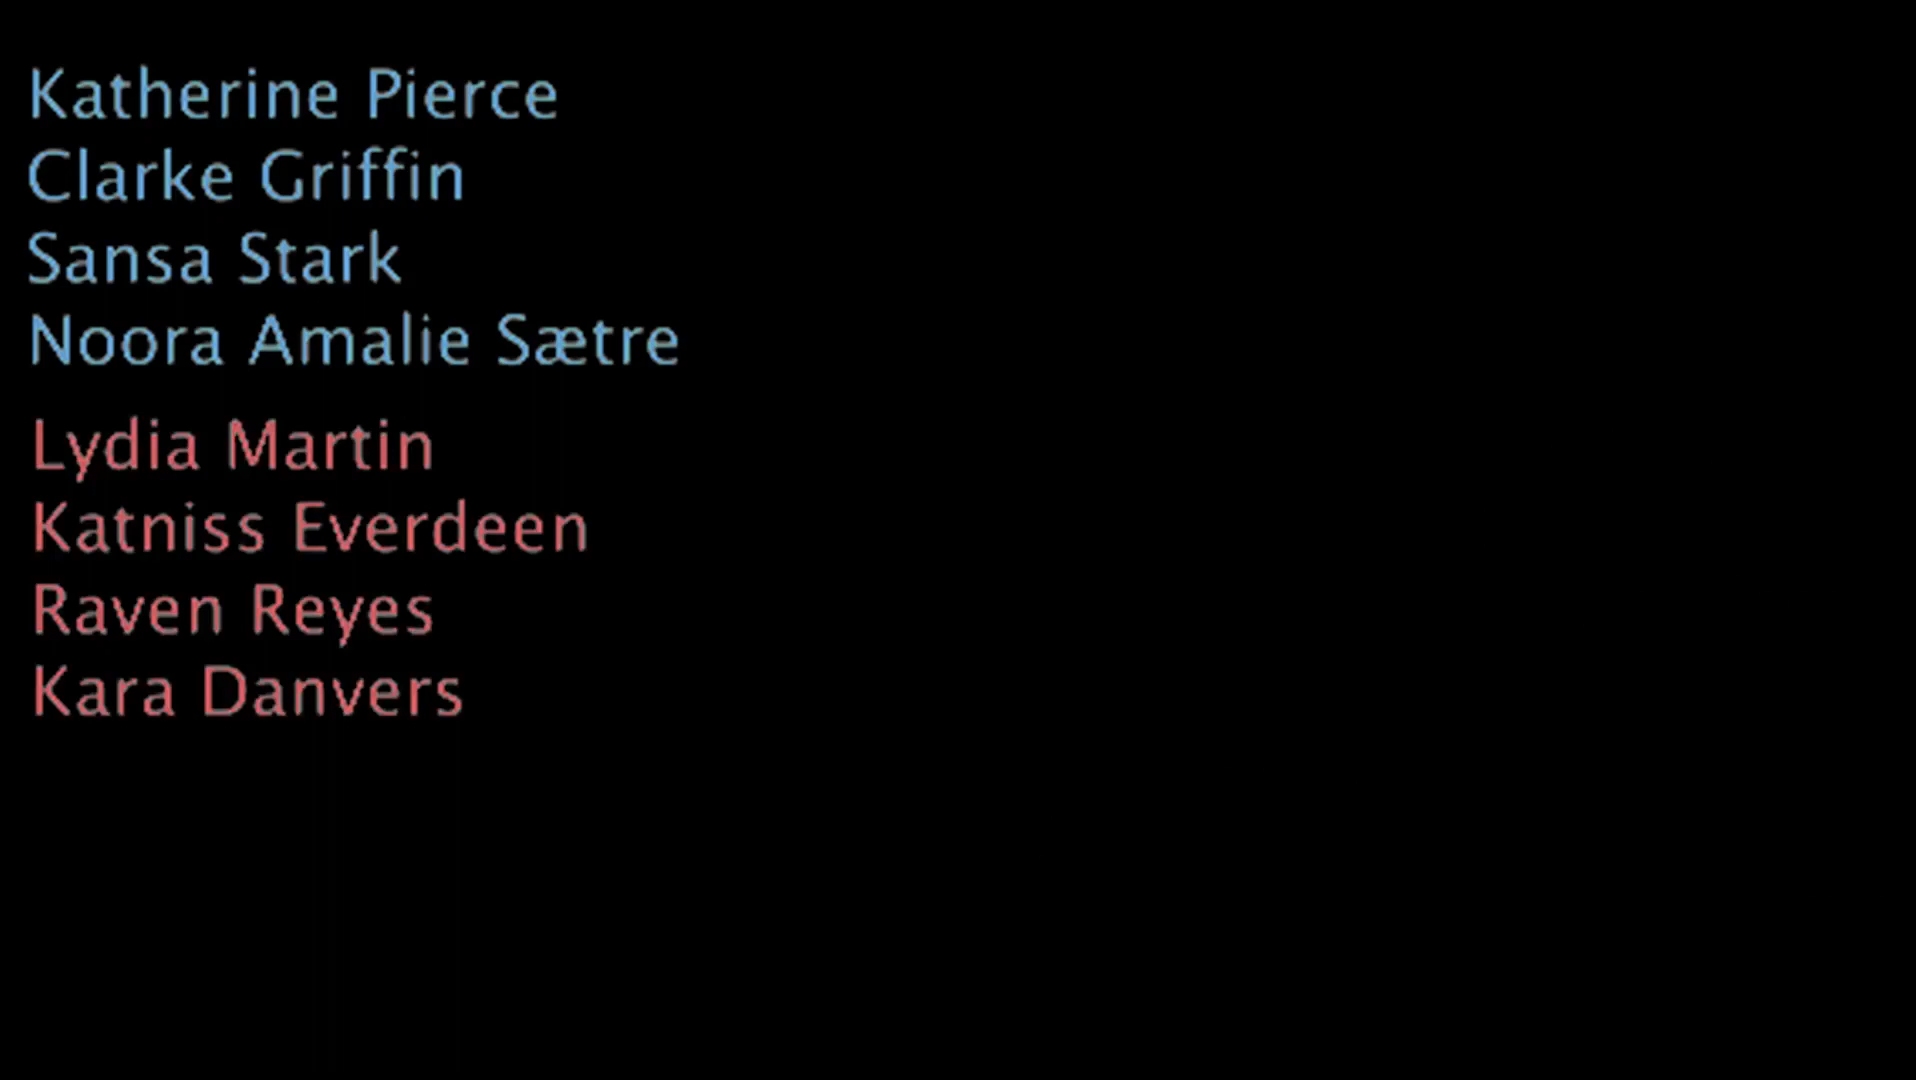 Katherine Pierce
Clarke Griffin
Sansa Stark
Noora Amalie Sætre
Lydia Martin
Katniss Everdeen
Raven Reyes
Kara Danvers